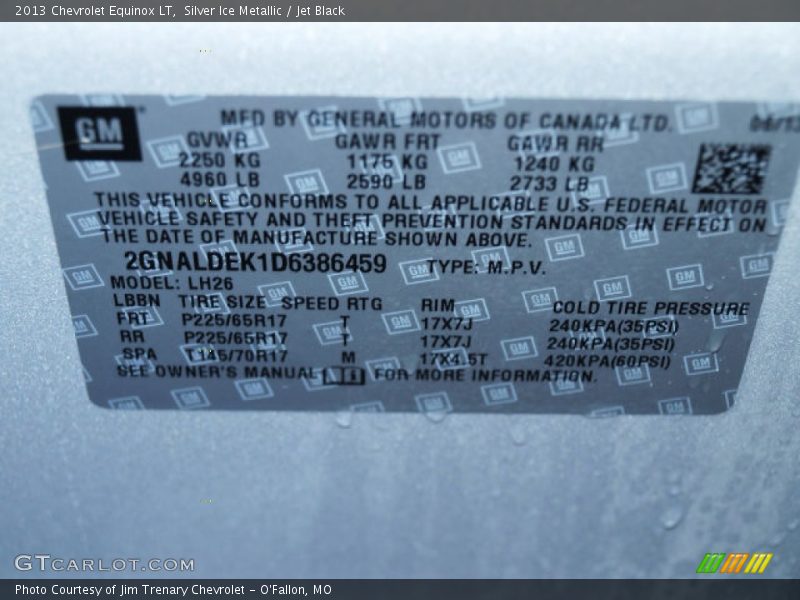 2013 Chevrolet Equinox LT, Silver Ice Metallic / Jet Black
GM
MFD BY GENERAL MOTORS OF CANADA LTD. 06/13
GVWR GAWR FRT GAWR RR
2250 KG 1175 KG 1240 KG
4960 LB 2590 LB 2733 LB
THIS VEHICLE CONFORMS TO ALL APPLICABLE U.S. FEDERAL MOTOR
VEHICLE SAFETY AND THEFT PREVENTION STANDARDS IN EFFECT ON
THE DATE OF MANUFACTURE SHOWN ABOVE.
2GNALDEK1D6386459 TYPE: M.P.V.
MODEL: LH26
LBBN TIRE SIZE SPEED RTG RIM COLD TIRE PRESSURE
FRT P225/65R17 T 17X7J 240KPA(35PSI)
RR P225/65R17 T 17X7J 240KPA(35PSI)
SPA T145/70R17 M 17X4.5T 420KPA(60PSI)
SEE OWNER'S MANUAL FOR MORE INFORMATION.
GTCARLOT.COM
Photo Courtesy of Jim Trenary Chevrolet - O'Fallon, MO